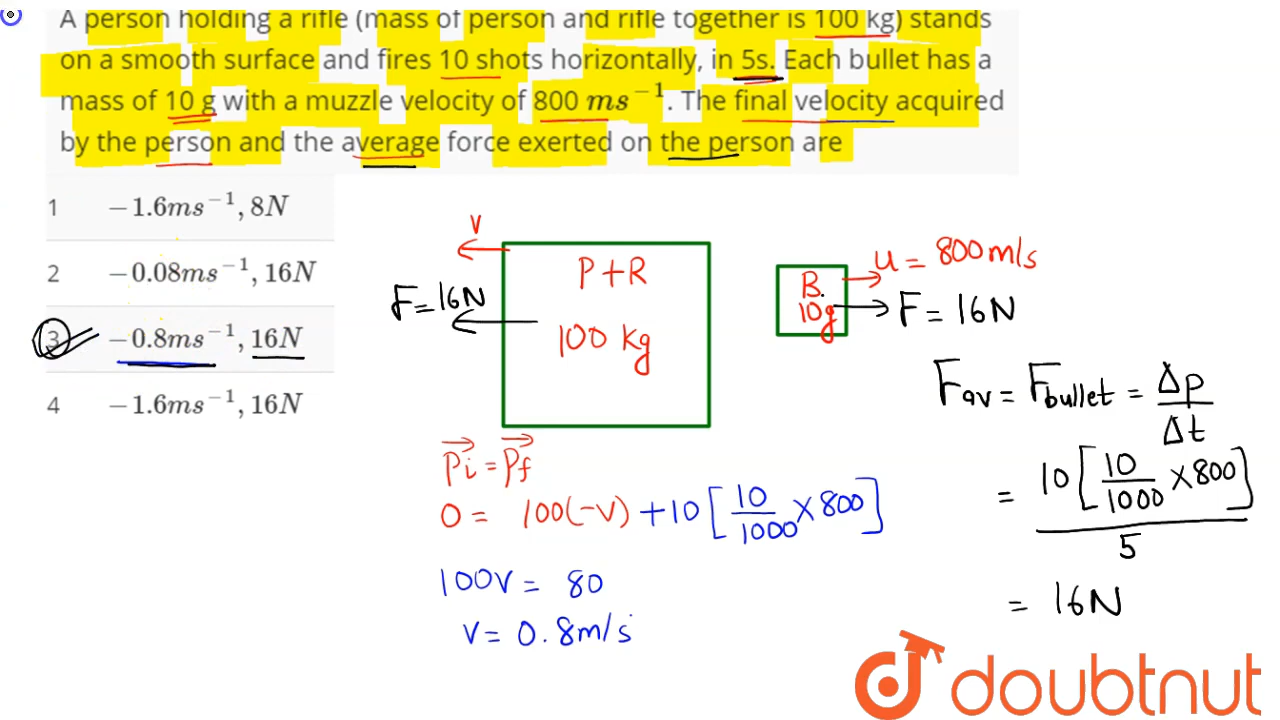 A person holding a rifle (mass of person and rifle together is 100 kg) stands
on a smooth surface and fires 10 shots horizontally, in 5s. Each bullet has a
mass of 10 g with a muzzle velocity of 800 ms⁻¹. The final velocity acquired
by the person and the average force exerted on the person are
1 −1.6ms⁻¹, 8N
2 −0.08ms⁻¹, 16N
3 −0.8ms⁻¹, 16N
4 −1.6ms⁻¹, 16N
V
P+R
F=16N
100 kg
B.
10g
u = 800m/s
F = 16N
p⃗i = p⃗f
0 = 100(-V) + 10 [10/1000 × 800]
100V = 80
V = 0.8m/s
Fav = Fbullet = Δp/Δt
= 10 [10/1000 × 800] / 5
= 16N
doubtnut